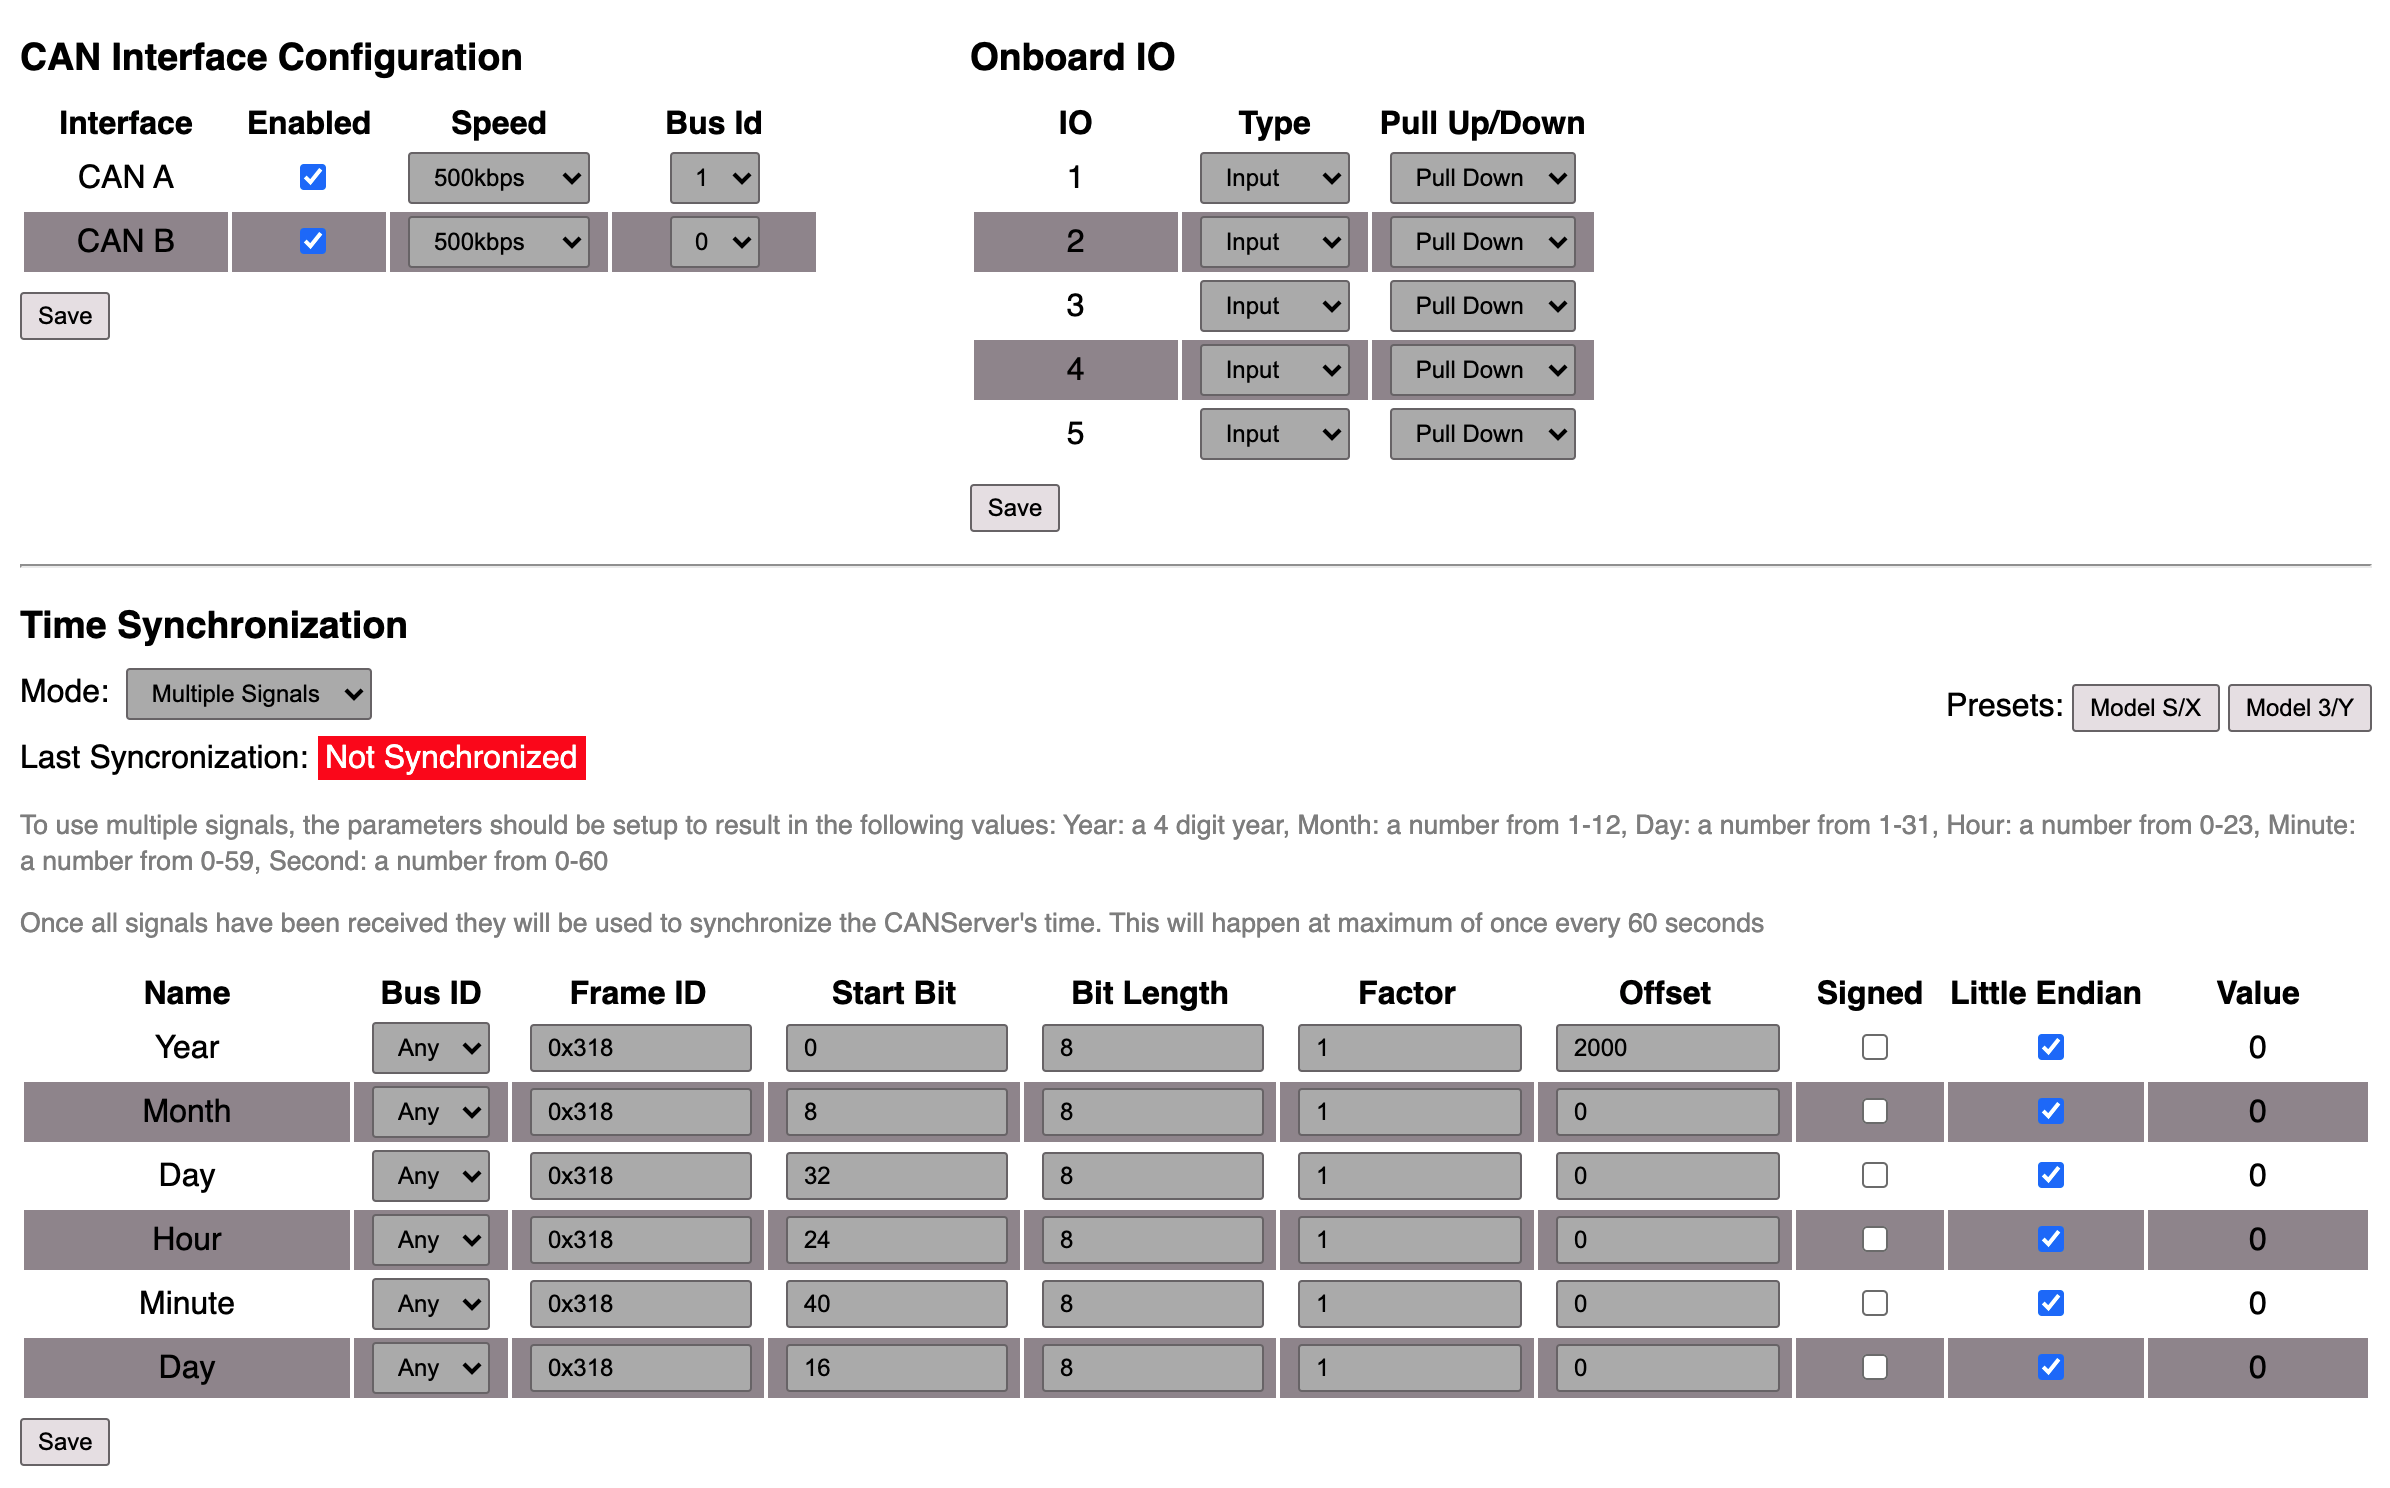 CAN Interface Configuration
Interface Enabled Speed Bus Id
CAN A 500kbps 1
CAN B 500kbps 0
Save
Onboard IO
IO Type Pull Up/Down
1 Input Pull Down
2 Input Pull Down
3 Input Pull Down
4 Input Pull Down
5 Input Pull Down
Save
Time Synchronization
Mode: Multiple Signals
Presets: Model S/X Model 3/Y
Last Syncronization: Not Synchronized
To use multiple signals, the parameters should be setup to result in the following values: Year: a 4 digit year, Month: a number from 1-12, Day: a number from 1-31, Hour: a number from 0-23, Minute:
a number from 0-59, Second: a number from 0-60
Once all signals have been received they will be used to synchronize the CANServer's time. This will happen at maximum of once every 60 seconds
Name Bus ID Frame ID Start Bit Bit Length Factor Offset Signed Little Endian Value
Year Any 0x318 0 8 1 2000 0
Month Any 0x318 8 8 1 0 0
Day Any 0x318 32 8 1 0 0
Hour Any 0x318 24 8 1 0 0
Minute Any 0x318 40 8 1 0 0
Day Any 0x318 16 8 1 0 0
Save